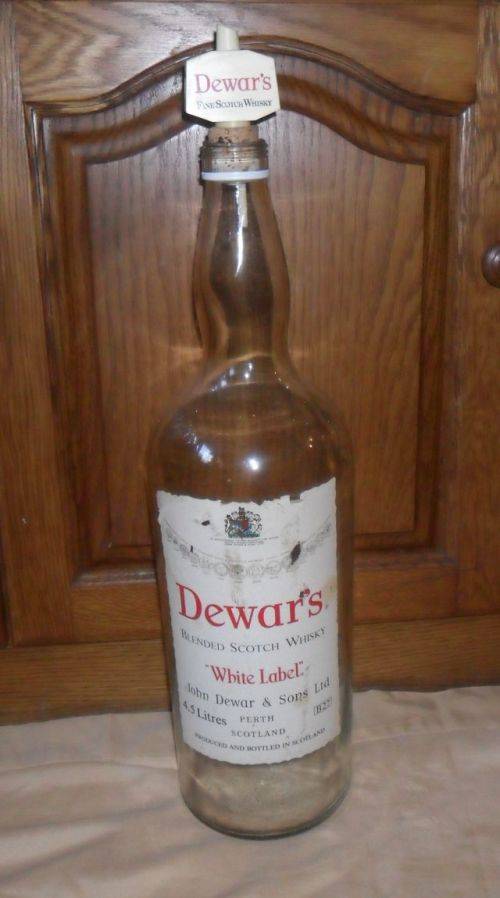 Dewar's
FINE SCOTCH WHISKY
Dewar's
BLENDED SCOTCH WHISKY
"White Label"
John Dewar & Sons Ltd
4.5 Litres PERTH
SCOTLAND
PRODUCED AND BOTTLED IN SCOTLAND